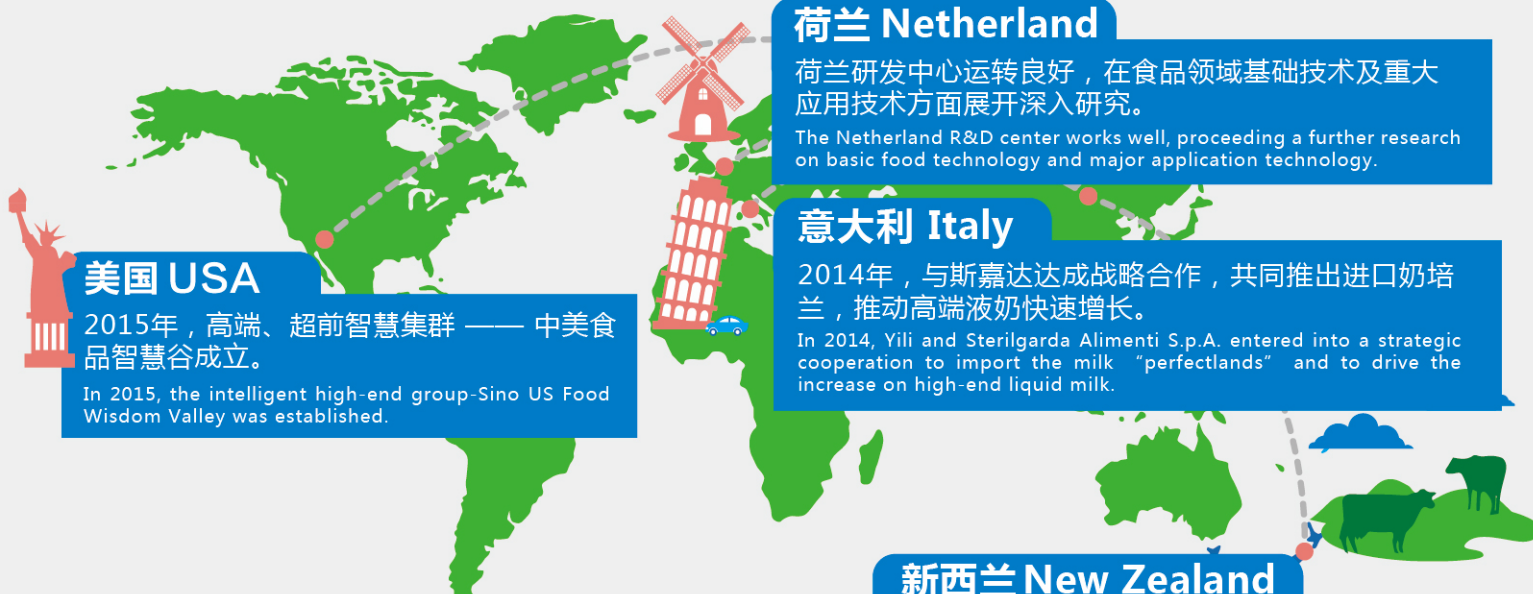 荷兰 Netherland
荷兰研发中心运转良好，在食品领域基础技术及重大
应用技术方面展开深入研究。
The Netherland R&D center works well, proceeding a further research
on basic food technology and major application technology.
意大利 Italy
2014年，与斯嘉达达成战略合作，共同推出进口奶培
兰，推动高端液奶快速增长。
In 2014, Yili and Sterilgarda Alimenti S.p.A. entered into a strategic
cooperation to import the milk “perfectlands” and to drive the
increase on high-end liquid milk.
美国 USA
2015年，高端、超前智慧集群 —— 中美食
品智慧谷成立。
In 2015, the intelligent high-end group-Sino US Food
Wisdom Valley was established.
新西兰 New Zealand